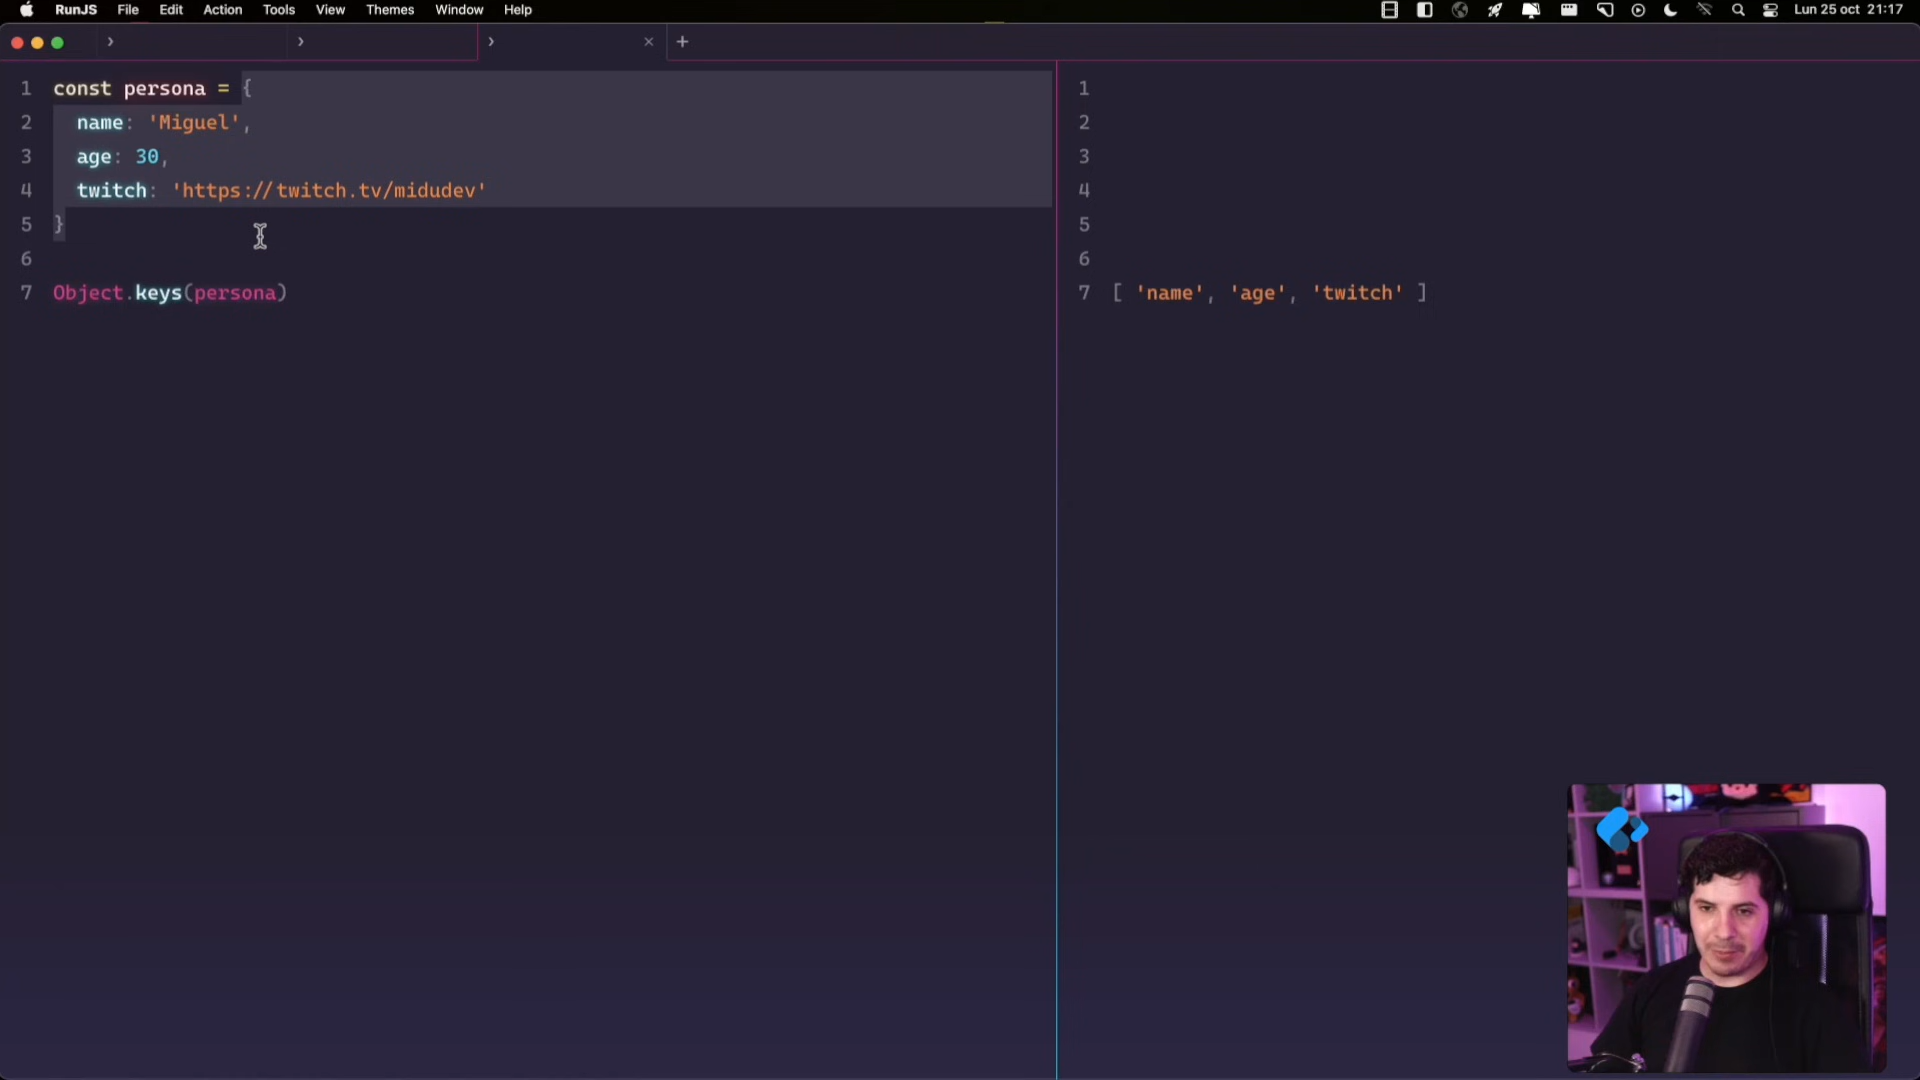 RunJS File Edit Action Tools View Themes Window Help Lun 25 oct 21:17
1 const persona = {
2 name: 'Miguel',
3 age: 30,
4 twitch: 'https://twitch.tv/midudev'
5 }
6
7 Object.keys(persona)
1
2
3
4
5
6
7 [ 'name', 'age', 'twitch' ]